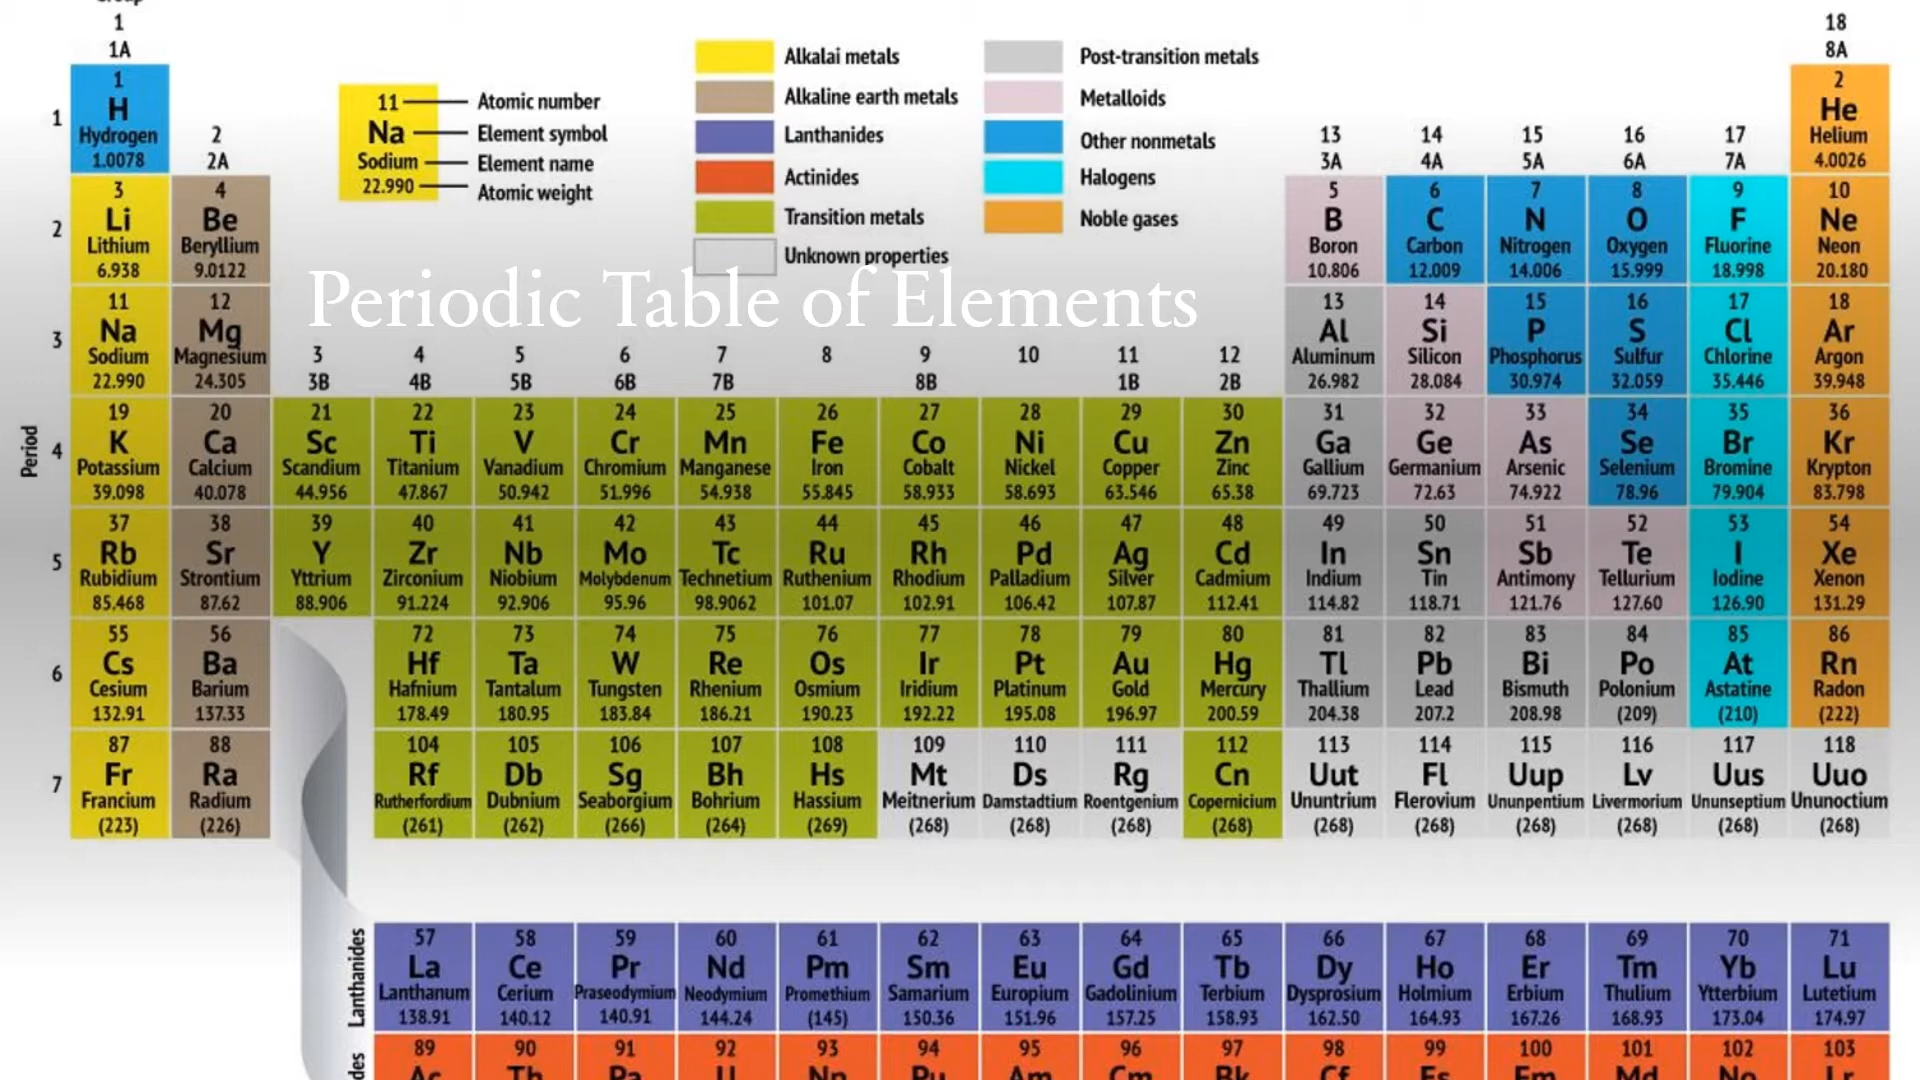 1
1A
18
8A
Alkalai metals
Alkaline earth metals
Lanthanides
Actinides
Transition metals
Unknown properties
Post-transition metals
Metalloids
Other nonmetals
Halogens
Noble gases
11 Atomic number
Na Element symbol
Sodium Element name
22.990 Atomic weight
Periodic Table of Elements
2 13 14 15 16 17
2A 3A 4A 5A 6A 7A
3 4 5 6 7 8 9 10 11 12
3B 4B 5B 6B 7B 8B 1B 2B
Period
1
1 2
H He
Hydrogen Helium
1.0078 4.0026
2
3 4 5 6 7 8 9 10
Li Be B C N O F Ne
Lithium Beryllium Boron Carbon Nitrogen Oxygen Fluorine Neon
6.938 9.0122 10.806 12.009 14.006 15.999 18.998 20.180
3
11 12 13 14 15 16 17 18
Na Mg Al Si P S Cl Ar
Sodium Magnesium Aluminum Silicon Phosphorus Sulfur Chlorine Argon
22.990 24.305 26.982 28.084 30.974 32.059 35.446 39.948
4
19 20 21 22 23 24 25 26 27 28 29 30 31 32 33 34 35 36
K Ca Sc Ti V Cr Mn Fe Co Ni Cu Zn Ga Ge As Se Br Kr
Potassium Calcium Scandium Titanium Vanadium Chromium Manganese Iron Cobalt Nickel Copper Zinc Gallium Germanium Arsenic Selenium Bromine Krypton
39.098 40.078 44.956 47.867 50.942 51.996 54.938 55.845 58.933 58.693 63.546 65.38 69.723 72.63 74.922 78.96 79.904 83.798
5
37 38 39 40 41 42 43 44 45 46 47 48 49 50 51 52 53 54
Rb Sr Y Zr Nb Mo Tc Ru Rh Pd Ag Cd In Sn Sb Te I Xe
Rubidium Strontium Yttrium Zirconium Niobium Molybdenum Technetium Ruthenium Rhodium Palladium Silver Cadmium Indium Tin Antimony Tellurium Iodine Xenon
85.468 87.62 88.906 91.224 92.906 95.96 98.9062 101.07 102.91 106.42 107.87 112.41 114.82 118.71 121.76 127.60 126.90 131.29
6
55 56 72 73 74 75 76 77 78 79 80 81 82 83 84 85 86
Cs Ba Hf Ta W Re Os Ir Pt Au Hg Tl Pb Bi Po At Rn
Cesium Barium Hafnium Tantalum Tungsten Rhenium Osmium Iridium Platinum Gold Mercury Thallium Lead Bismuth Polonium Astatine Radon
132.91 137.33 178.49 180.95 183.84 186.21 190.23 192.22 195.08 196.97 200.59 204.38 207.2 208.98 (209) (210) (222)
7
87 88 104 105 106 107 108 109 110 111 112 113 114 115 116 117 118
Fr Ra Rf Db Sg Bh Hs Mt Ds Rg Cn Uut Fl Uup Lv Uus Uuo
Francium Radium Rutherfordium Dubnium Seaborgium Bohrium Hassium Meitnerium Damstadtium Roentgenium Copernicium Ununtrium Flerovium Ununpentium Livermorium Ununseptium Ununoctium
(223) (226) (261) (262) (266) (264) (269) (268) (268) (268) (268) (268) (268) (268) (268) (268) (268)
Lanthanides
57 58 59 60 61 62 63 64 65 66 67 68 69 70 71
La Ce Pr Nd Pm Sm Eu Gd Tb Dy Ho Er Tm Yb Lu
Lanthanum Cerium Praseodymium Neodymium Promethium Samarium Europium Gadolinium Terbium Dysprosium Holmium Erbium Thulium Ytterbium Lutetium
138.91 140.12 140.91 144.24 (145) 150.36 151.96 157.25 158.93 162.50 164.93 167.26 168.93 173.04 174.97
89 90 91 92 93 94 95 96 97 98 99 100 101 102 103
Ac Th Pa U Np Pu Am Cm Bk Cf Es Fm Md No Lr